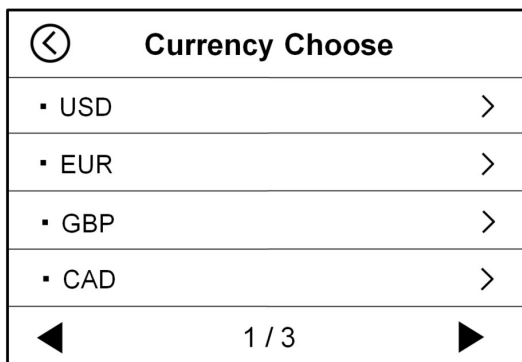 Currency Choose
▪ USD
▪ EUR
▪ GBP
▪ CAD
1 / 3